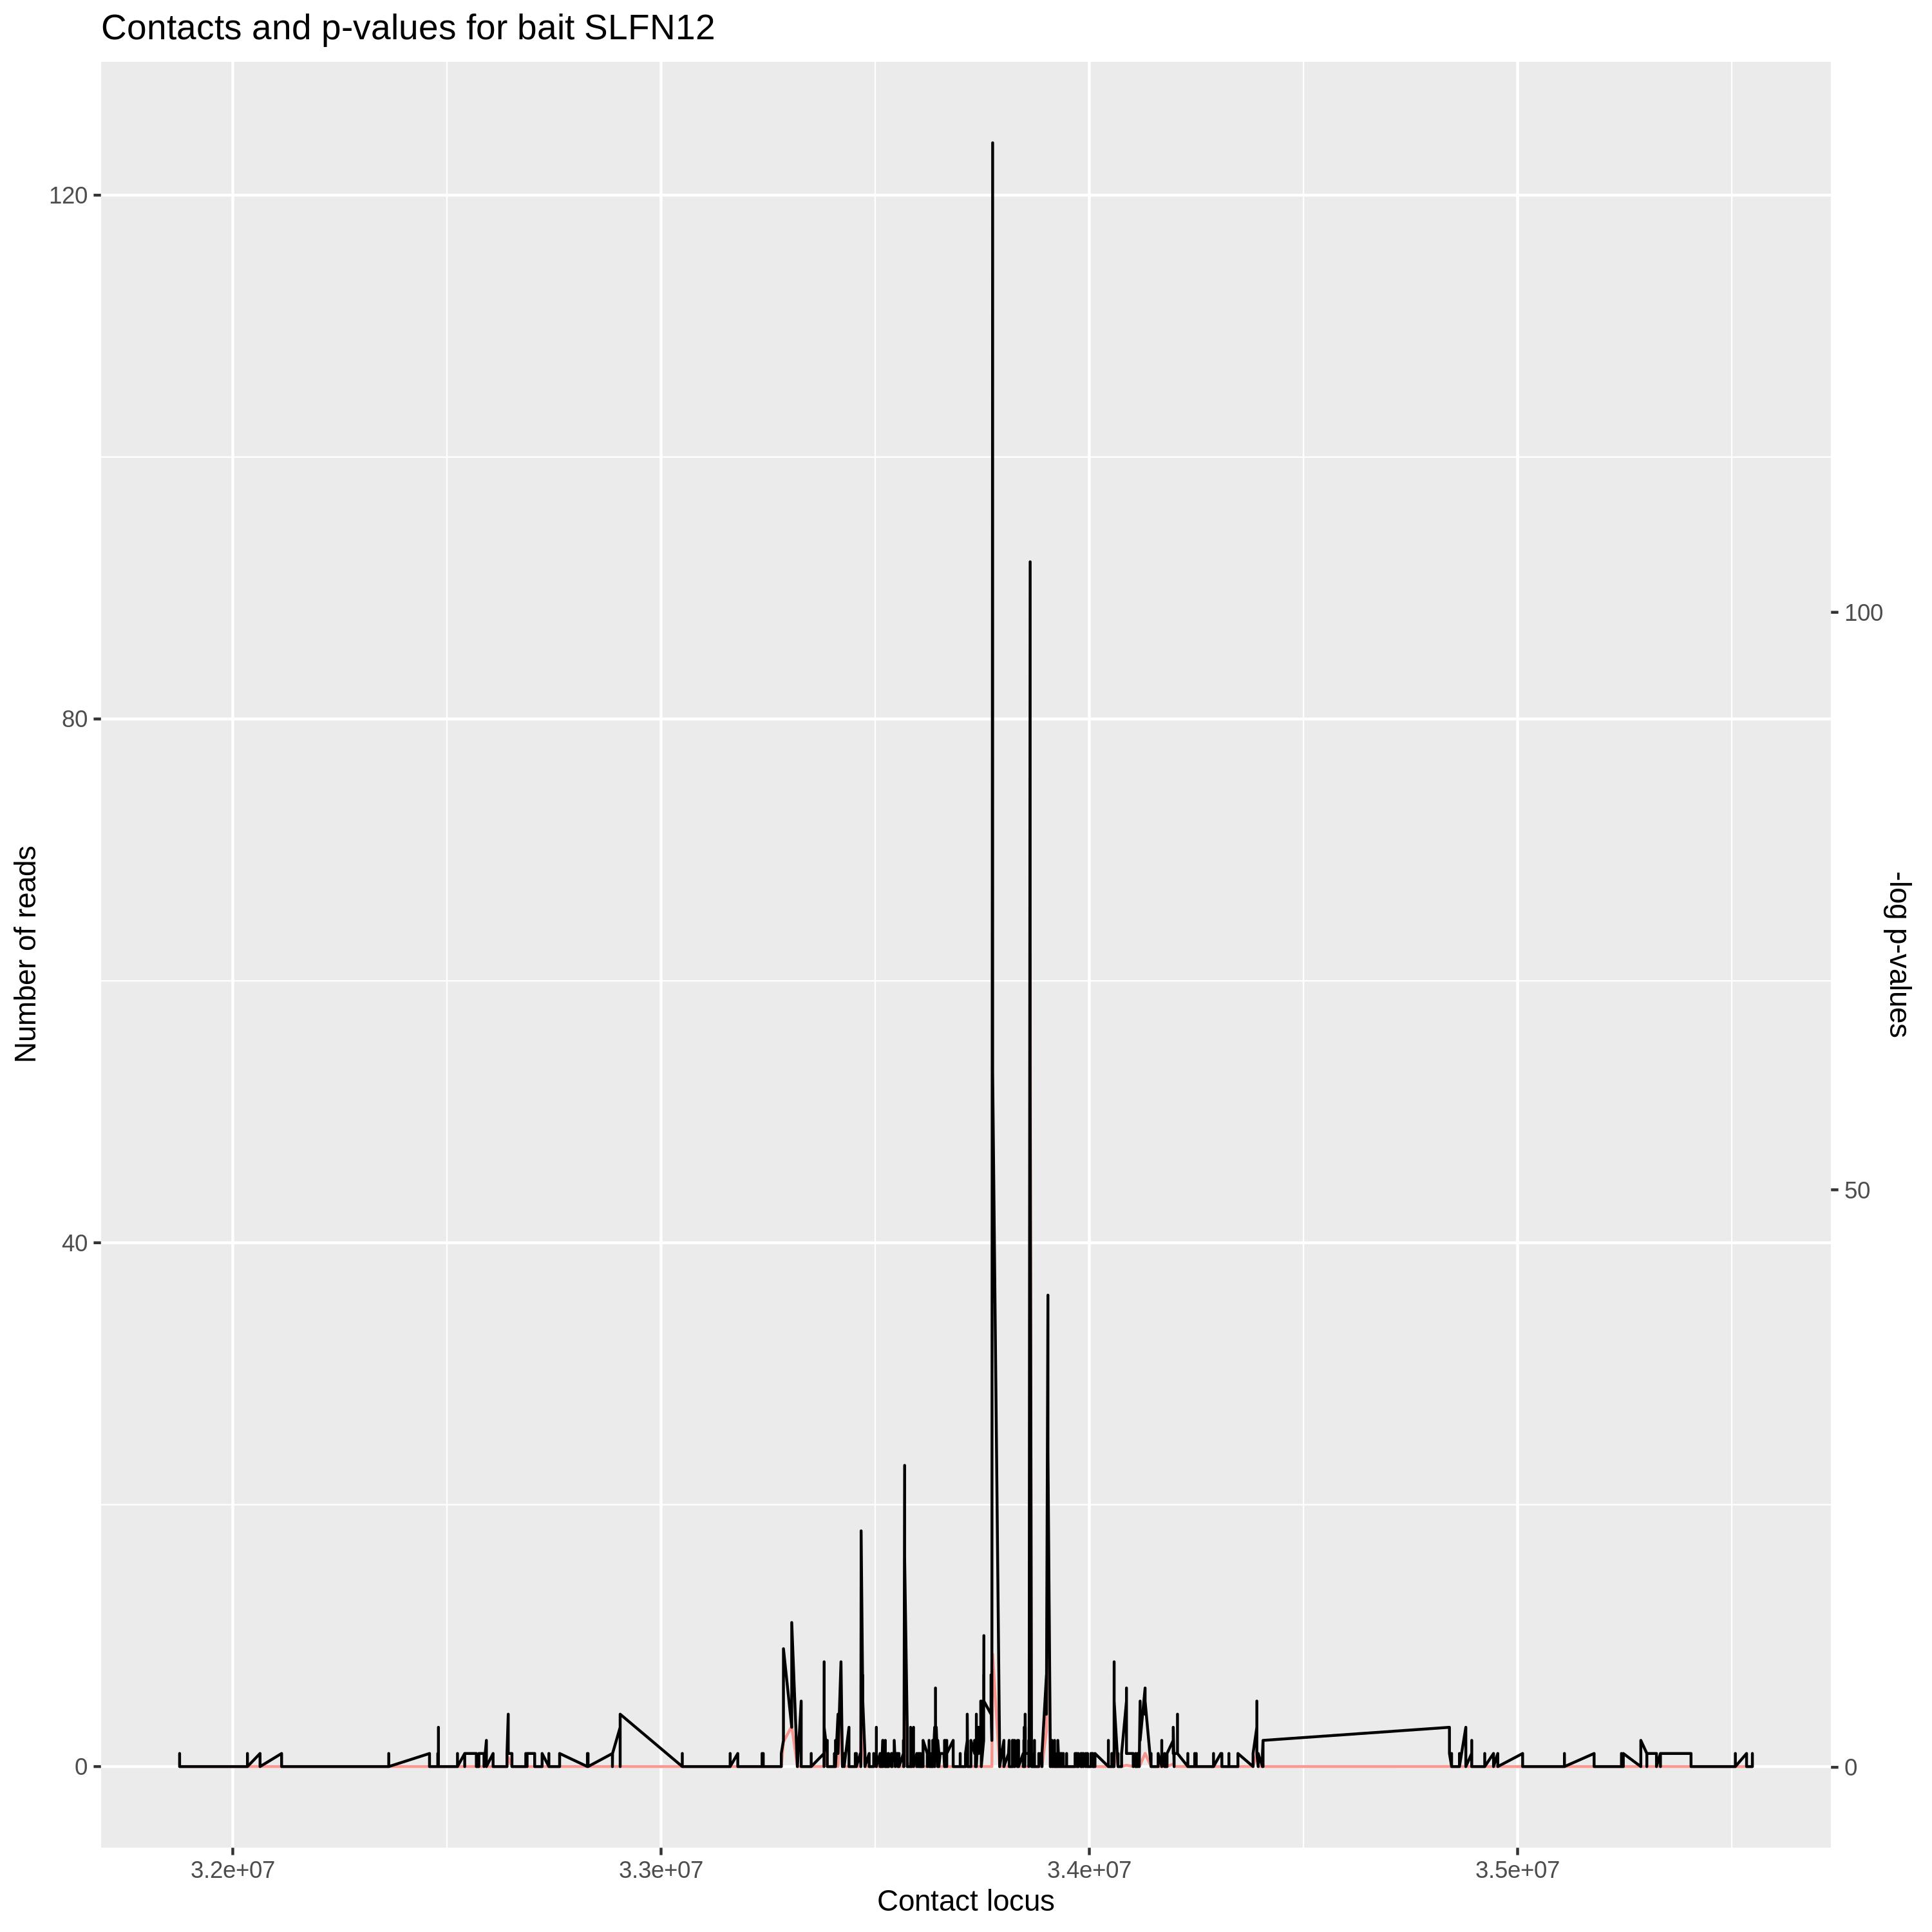 Contacts and p-values for bait SLFN12
Number of reads
120
80
40
0
100
50
0
-log p-values
3.2e+07 3.3e+07 3.4e+07 3.5e+07
Contact locus